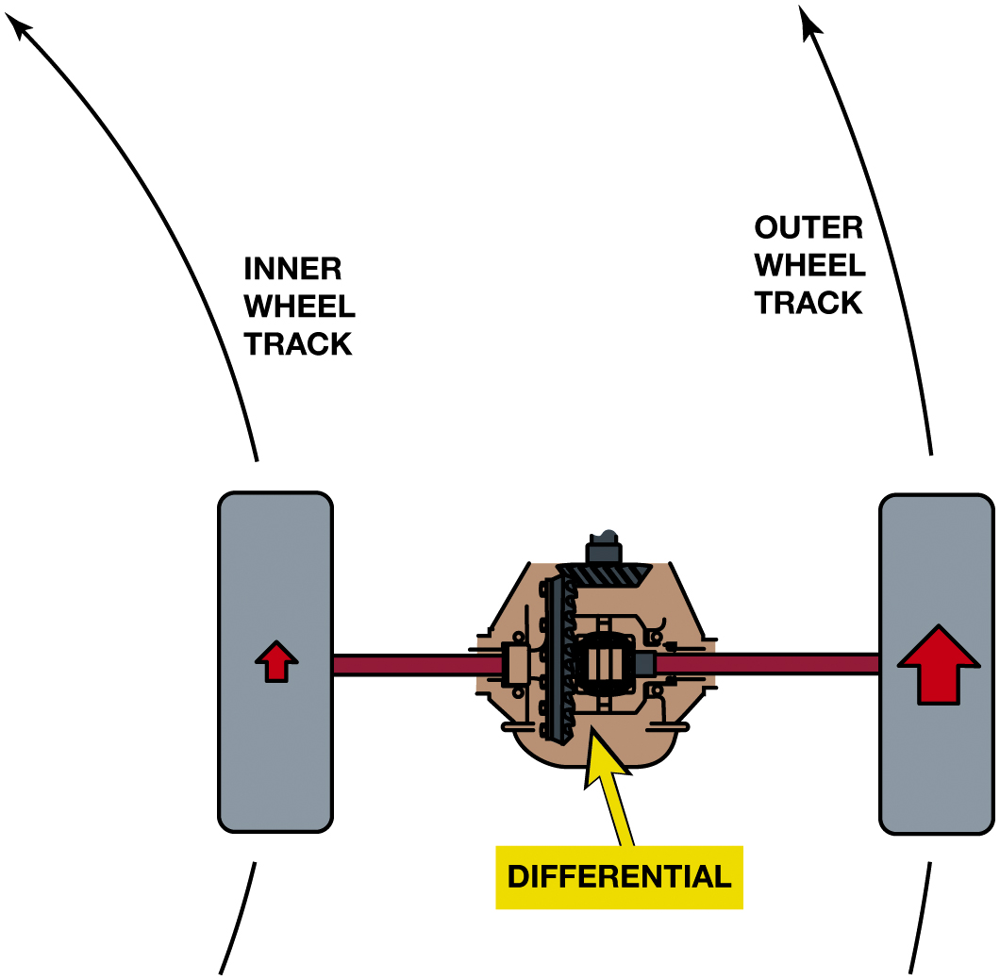 OUTER
WHEEL
TRACK
INNER
WHEEL
TRACK
DIFFERENTIAL